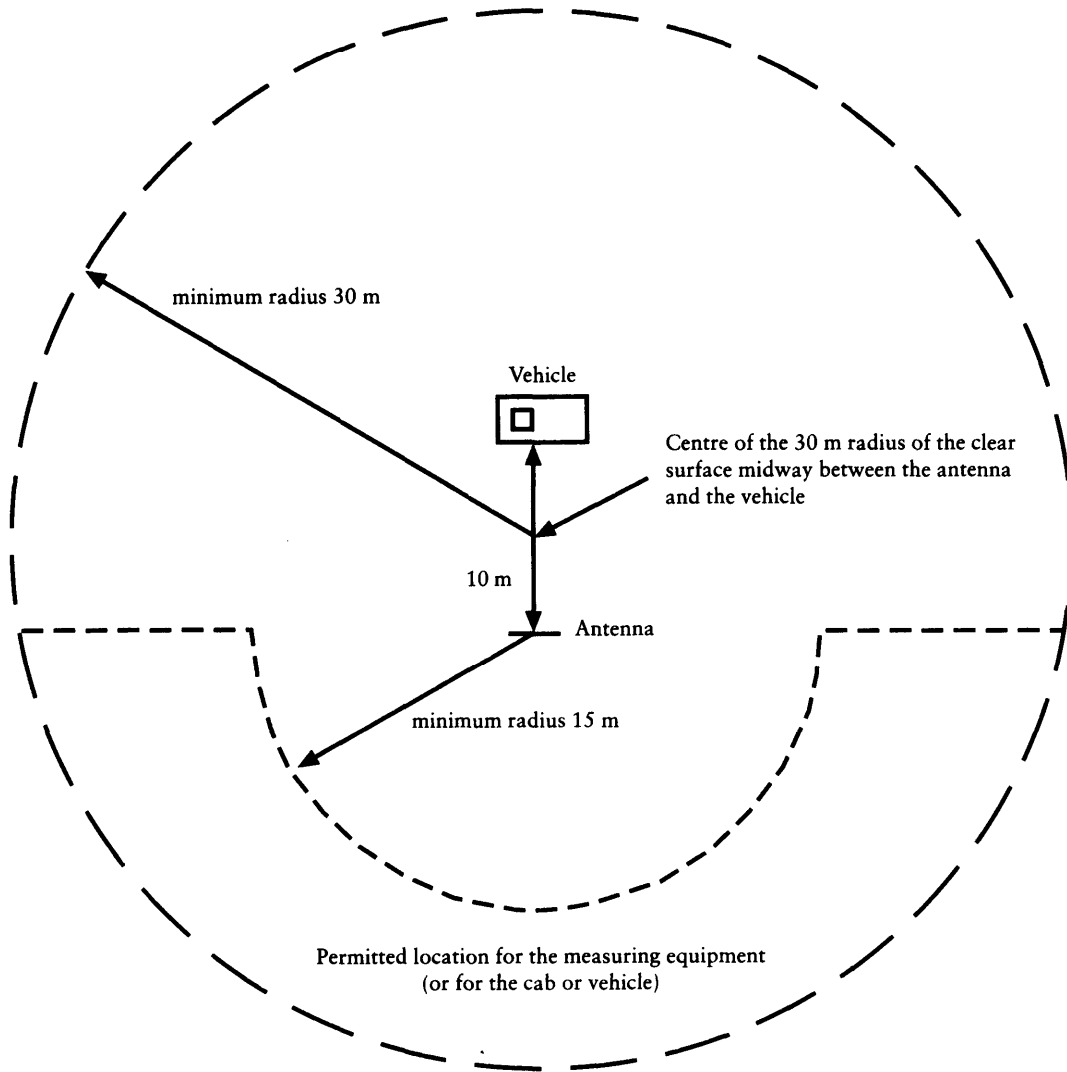 minimum radius 30 m
Vehicle
Centre of the 30 m radius of the clear
surface midway between the antenna
and the vehicle
10 m
Antenna
minimum radius 15 m
Permitted location for the measuring equipment
(or for the cab or vehicle)